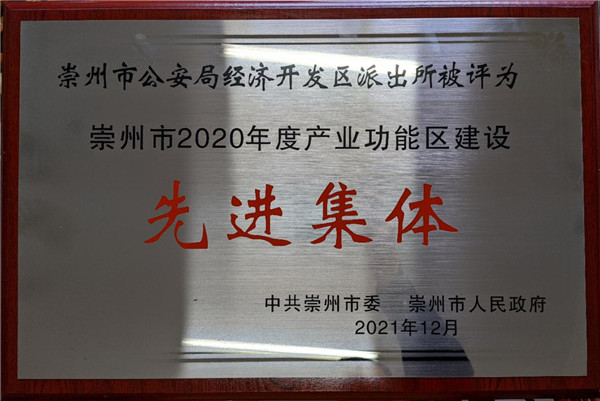 崇州市公安局经济开发区派出所被评为
崇州市2020年度产业功能区建设
先进集体
中共崇州市委 崇州市人民政府
2021年12月